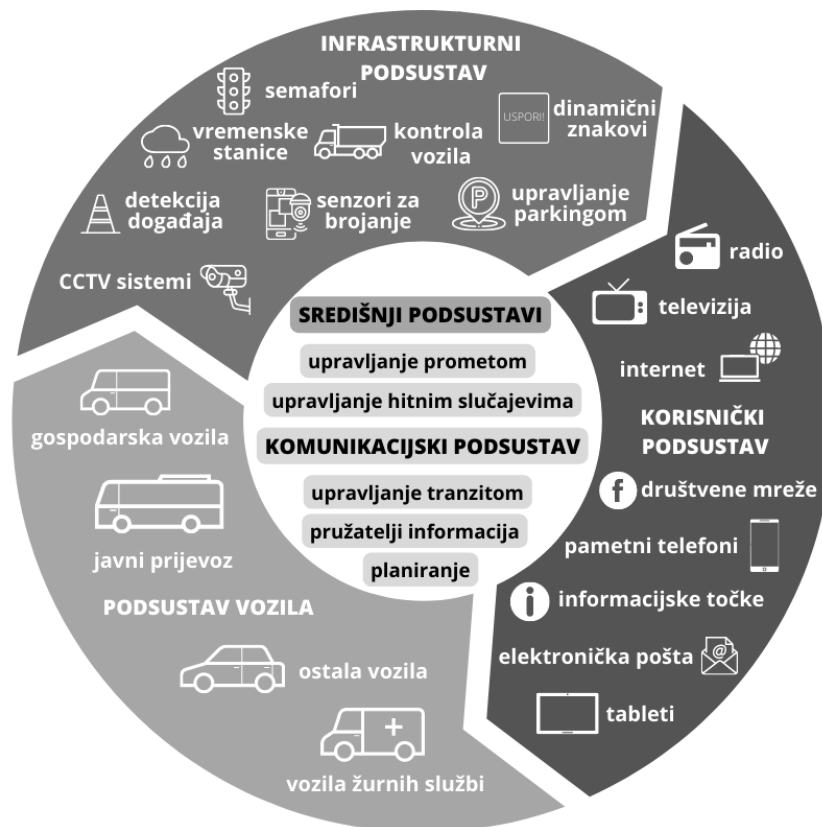 INFRASTRUKTURNI
PODSUSTAV
semafori
USPORI!
dinamični
znakovi
vremenske
stanice
kontrola
vozila
detekcija
događaja
senzori za
brojanje
P
upravljanje
parkingom
CCTV sistemi
radio
televizija
internet
KORISNIČKI
PODSUSTAV
f
društvene mreže
pametni telefoni
i
informacijske točke
elektronička pošta
@
tableti
SREDIŠNJI PODSUSTAVI
upravljanje prometom
upravljanje hitnim slučajevima
KOMUNIKACIJSKI PODSUSTAV
upravljanje tranzitom
pružatelji informacija
planiranje
gospodarska vozila
javni prijevoz
PODSUSTAV VOZILA
ostala vozila
vozila žurnih službi